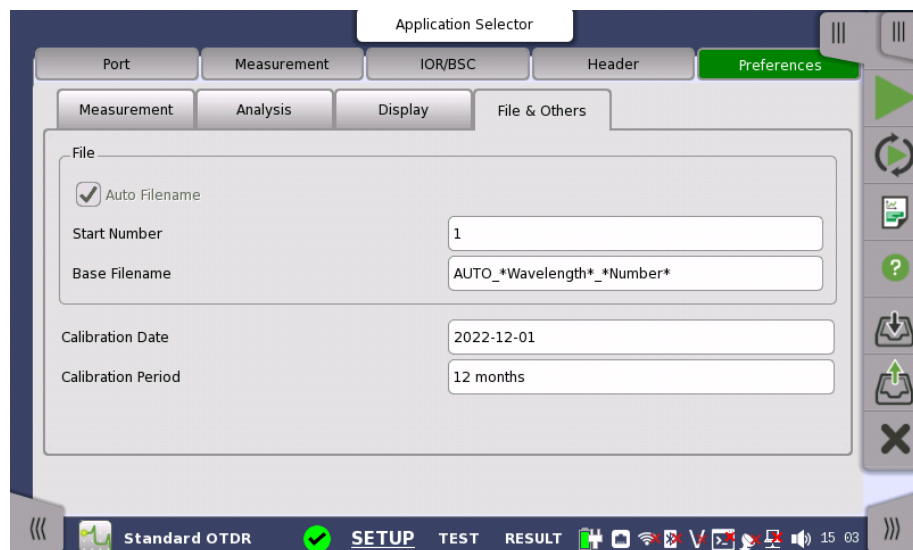 Application Selector
Port Measurement IOR/BSC Header Preferences
Measurement Analysis Display File & Others
File
Auto Filename
Start Number 1
Base Filename AUTO_*Wavelength*_*Number*
Calibration Date 2022-12-01
Calibration Period 12 months
Standard OTDR SETUP TEST RESULT 15 03